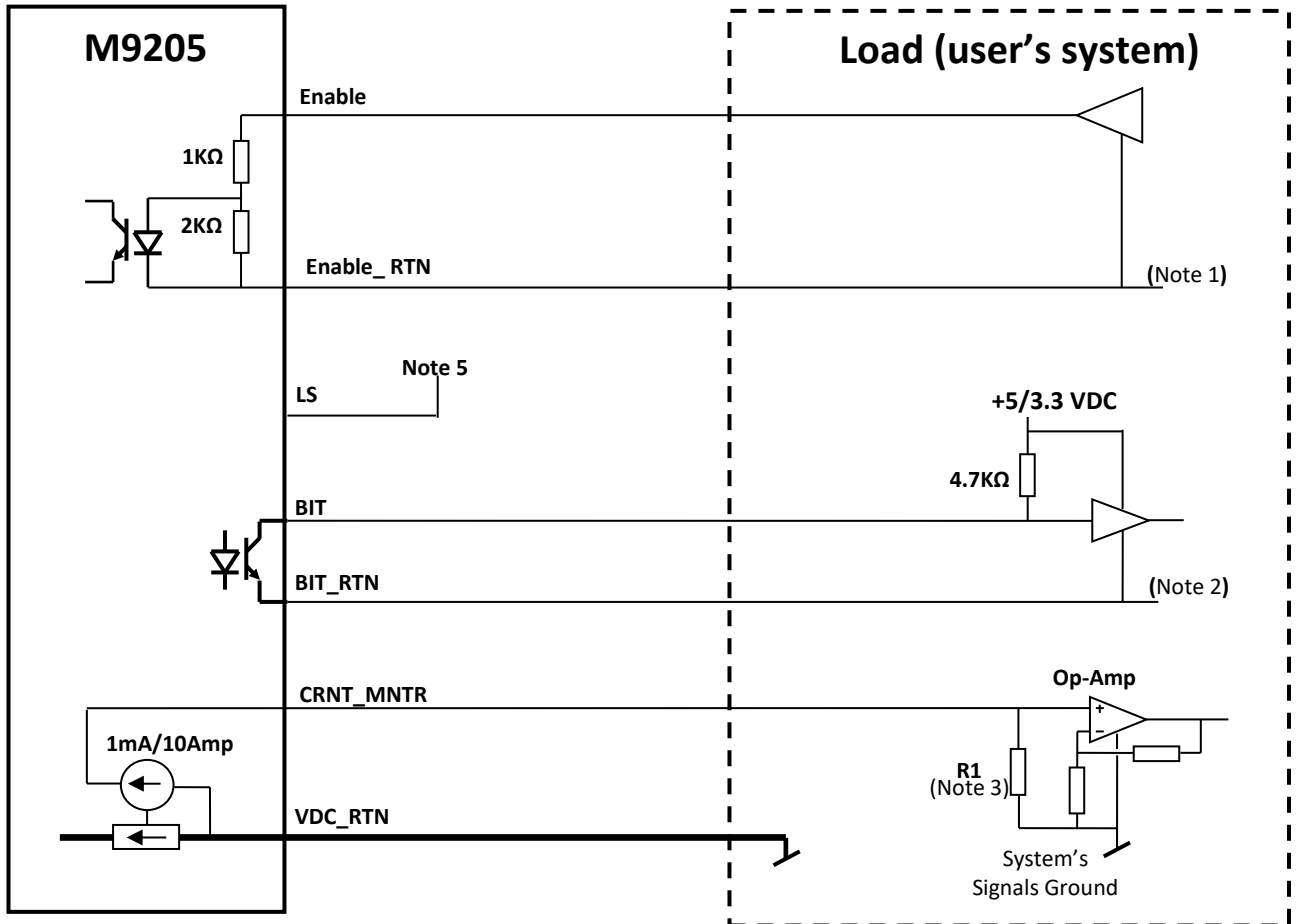 M9205
Load (user's system)
Enable
1KΩ
2KΩ
Enable_ RTN
(Note 1)
Note 5
LS
+5/3.3 VDC
4.7KΩ
BIT
BIT_RTN
(Note 2)
Op-Amp
CRNT_MNTR
+
−
1mA/10Amp
R1
(Note 3)
VDC_RTN
System's
Signals Ground